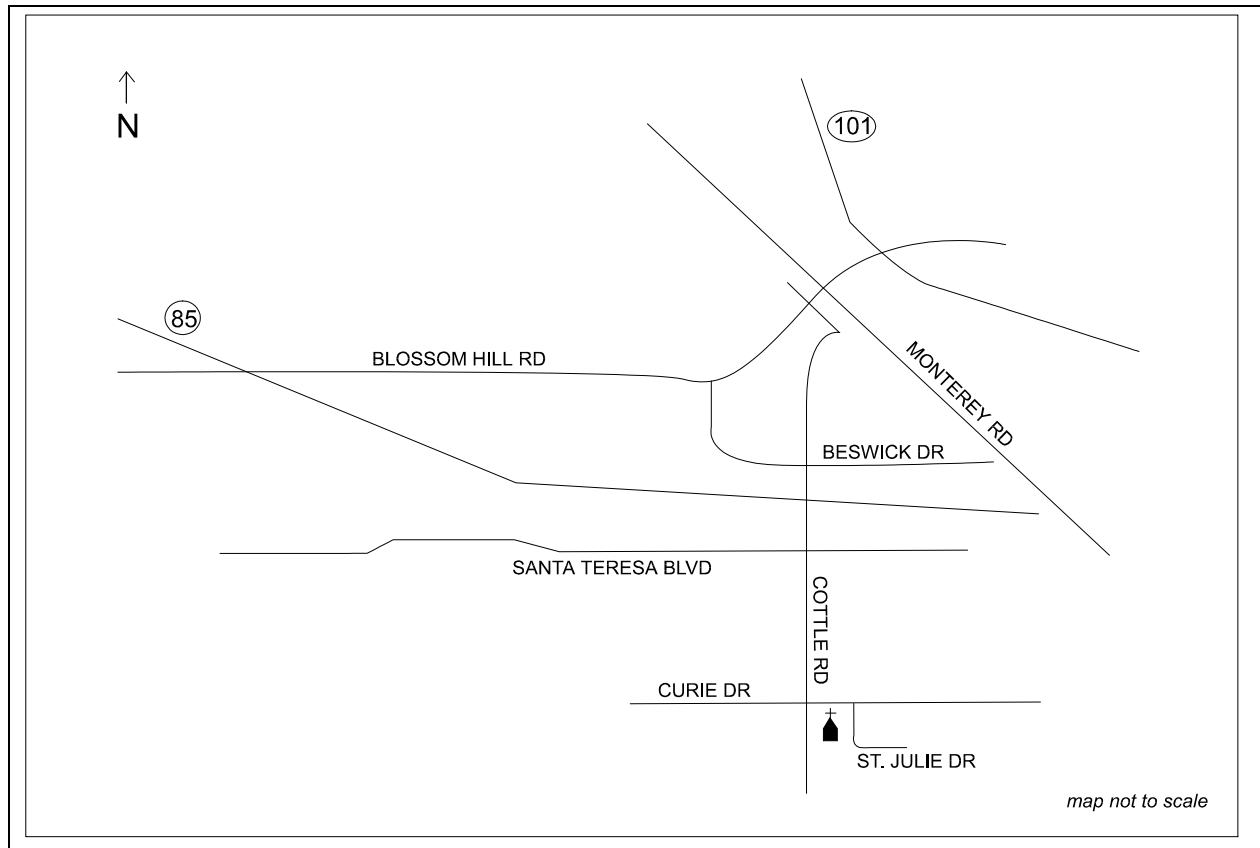 N
101
85
BLOSSOM HILL RD
MONTEREY RD
BESWICK DR
SANTA TERESA BLVD
COTTLE RD
CURIE DR
ST. JULIE DR
map not to scale